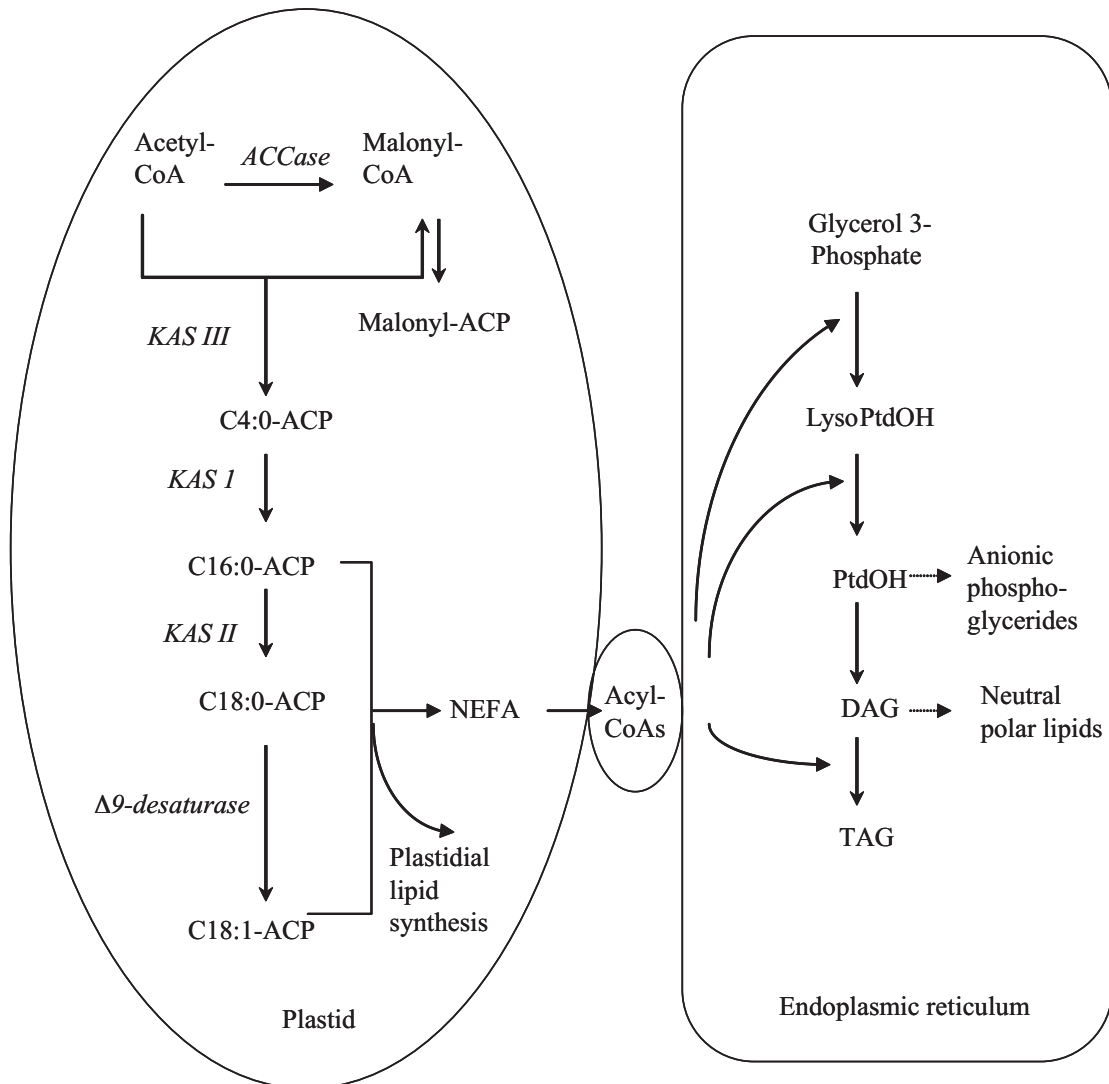 Acetyl-
CoA
ACCase
Malonyl-
CoA
Malonyl-ACP
KAS III
C4:0-ACP
KAS 1
C16:0-ACP
KAS II
C18:0-ACP
NEFA
Δ9-desaturase
Plastidial
lipid
synthesis
C18:1-ACP
Plastid
Acyl-
CoAs
Glycerol 3-
Phosphate
LysoPtdOH
PtdOH
Anionic
phospho-
glycerides
DAG
Neutral
polar lipids
TAG
Endoplasmic reticulum